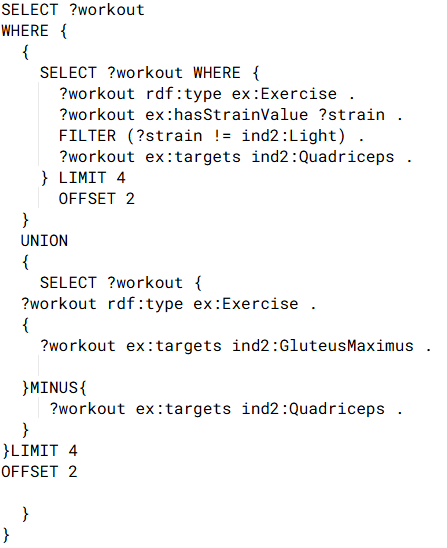 SELECT ?workout
WHERE {
  {
    SELECT ?workout WHERE {
      ?workout rdf:type ex:Exercise .
      ?workout ex:hasStrainValue ?strain .
      FILTER (?strain != ind2:Light) .
      ?workout ex:targets ind2:Quadriceps .
    } LIMIT 4
      OFFSET 2
  }
  UNION
  {
    SELECT ?workout {
  ?workout rdf:type ex:Exercise .
  {
    ?workout ex:targets ind2:GluteusMaximus .

  }MINUS{
     ?workout ex:targets ind2:Quadriceps .
  }
}LIMIT 4
OFFSET 2

  }
}